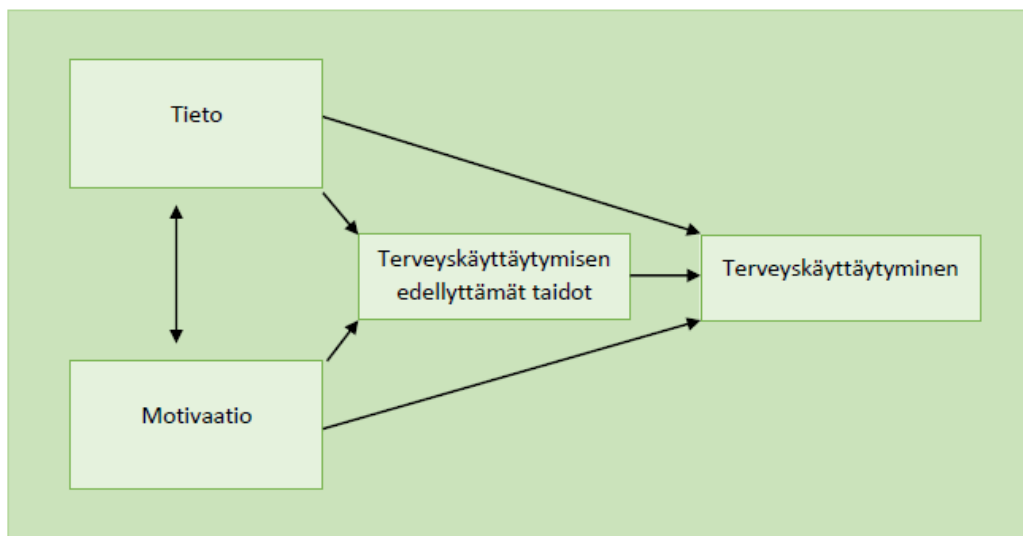 Tieto
Terveyskäyttäytymisen
edellyttämät taidot
Terveyskäyttäytyminen
Motivaatio